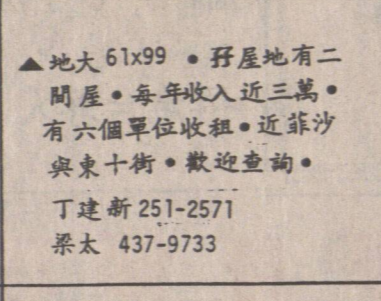 ▲地大61x99 • 孖屋地有二
間屋•每年收入近三萬•
有六個單位收租•近菲沙
與東十街•歡迎查詢•
丁建新 251-2571
梁太 437-9733